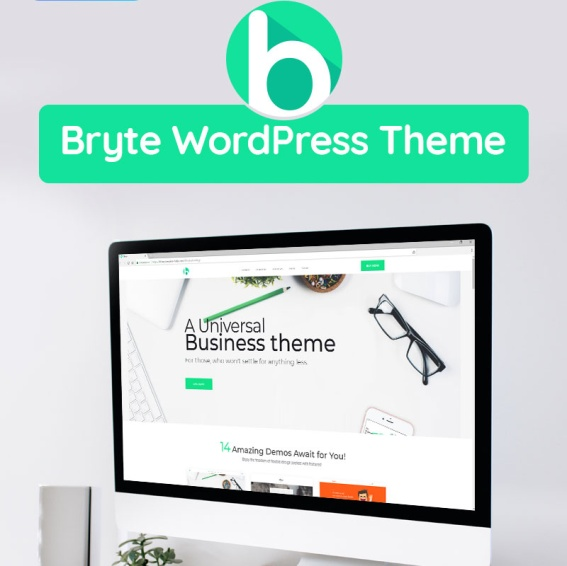 b
Bryte WordPress Theme
A Universal
Business theme
For those, who won't settle for anything less.
14 Amazing Demos Await for You!